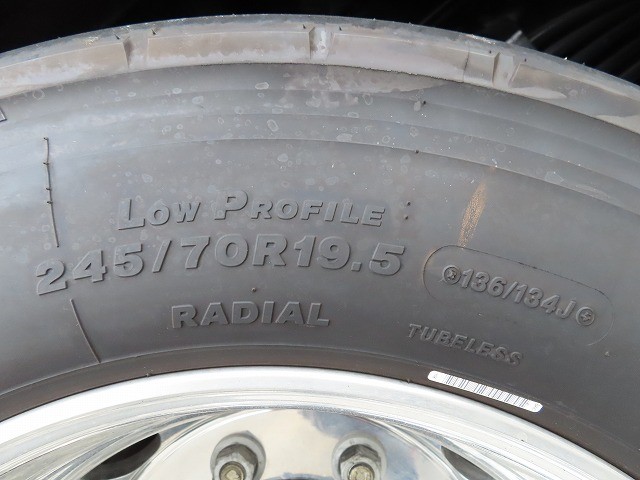 LOW PROFILE
245/70R19.5
136/134J
RADIAL
TUBELESS